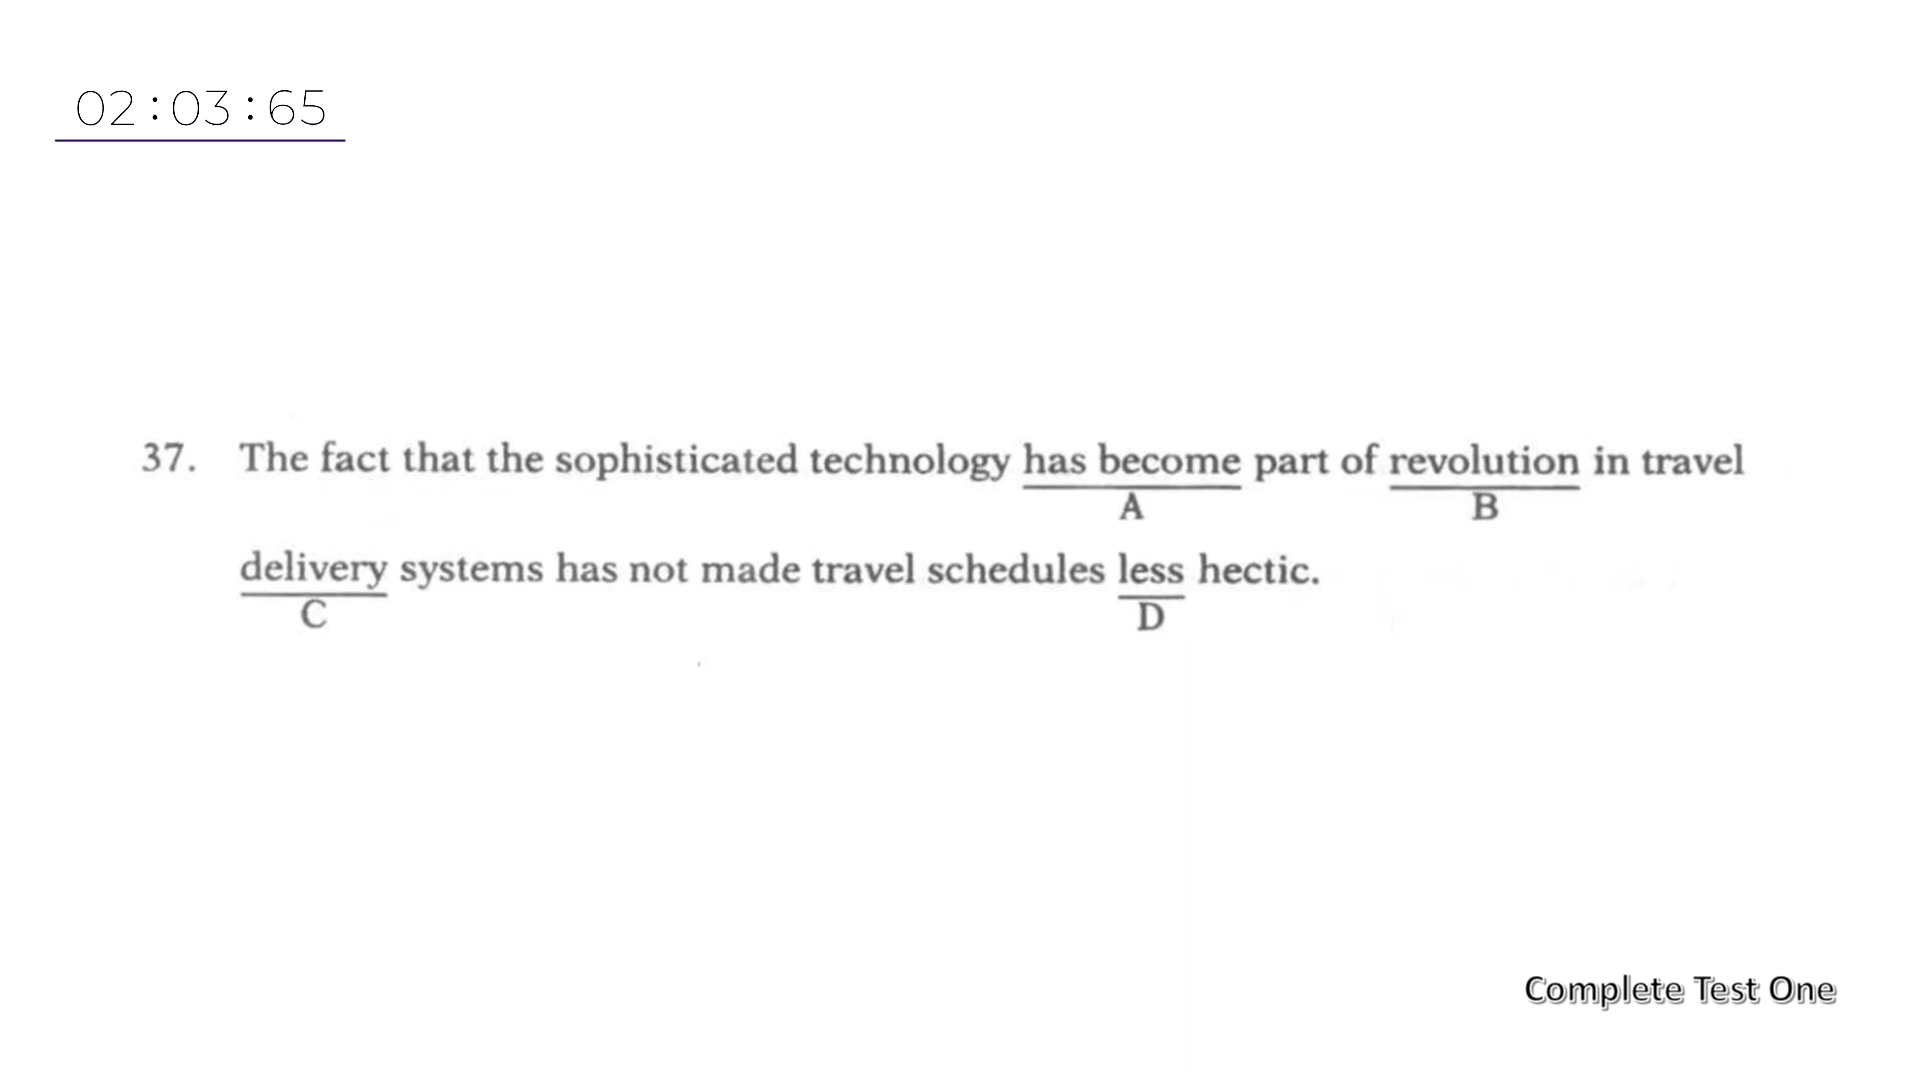 02:03:65
37. The fact that the sophisticated technology has become part of revolution in travel
A B
delivery systems has not made travel schedules less hectic.
C D
Complete Test One